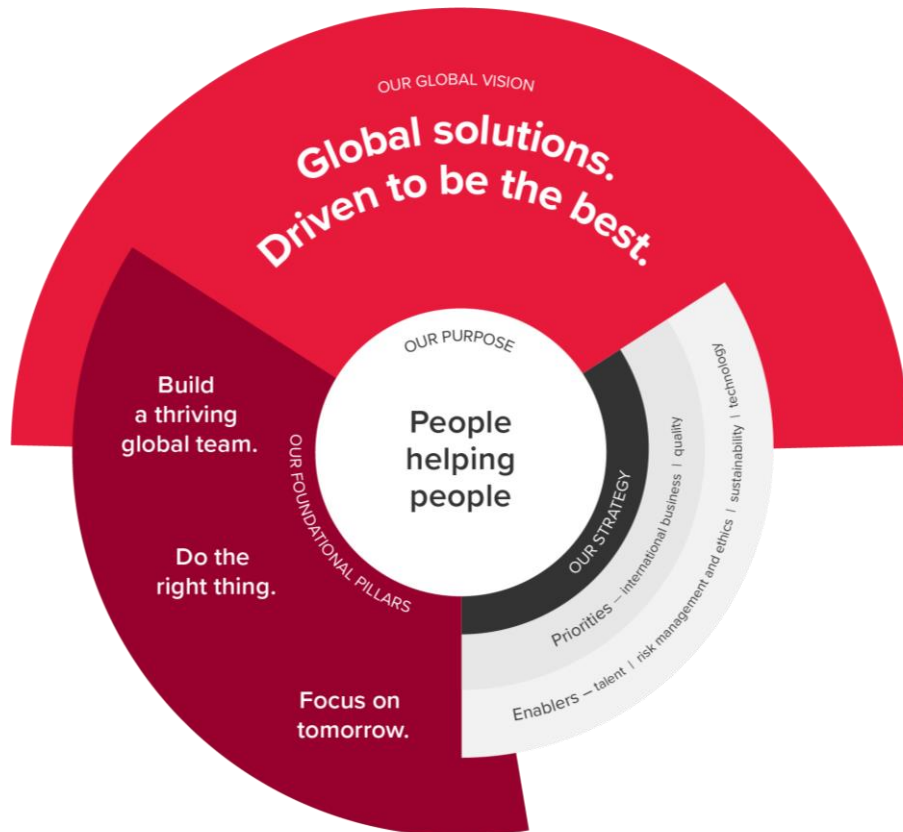 OUR GLOBAL VISION
Global solutions.
Driven to be the best.
OUR PURPOSE
People
helping
people
OUR FOUNDATIONAL PILLARS
Build
a thriving
global team.
Do the
right thing.
Focus on
tomorrow.
OUR STRATEGY
Priorities – international business | quality
Enablers – talent | risk management and ethics | sustainability | technology